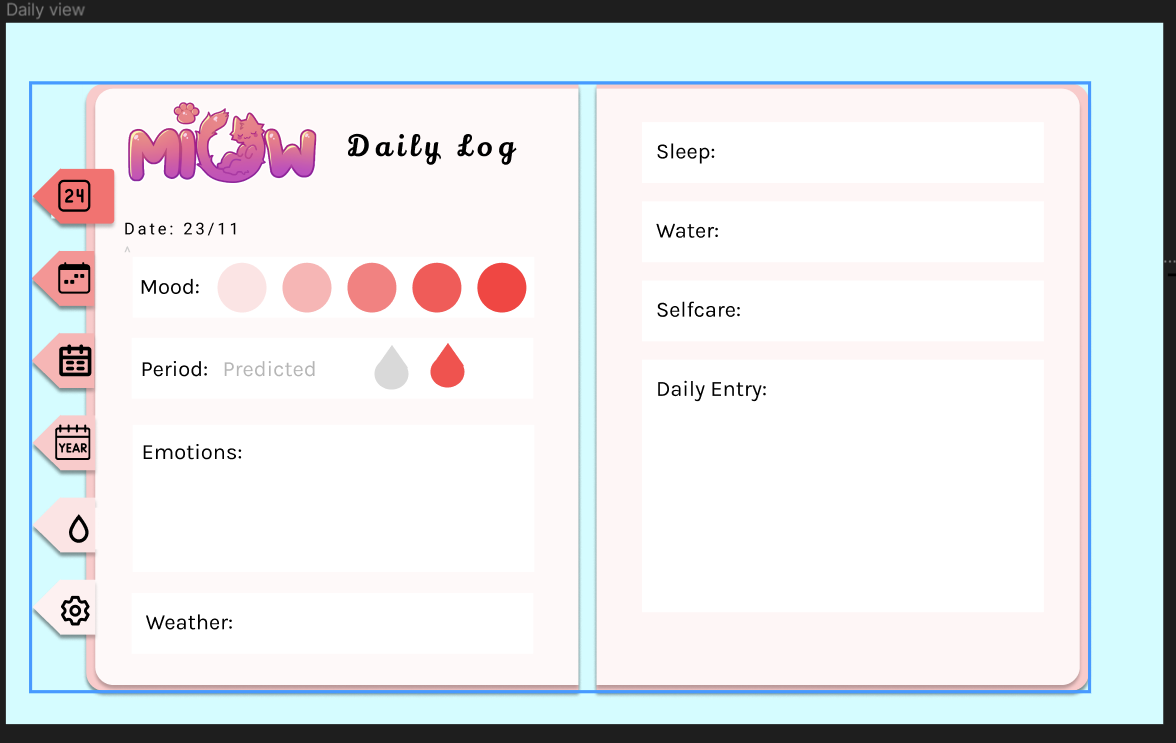 Daily view
MiOW
Daily Log
24
Date: 23/11
^
Mood:
Period: Predicted
YEAR
Emotions:
Weather:
Sleep:
Water:
Selfcare:
Daily Entry: